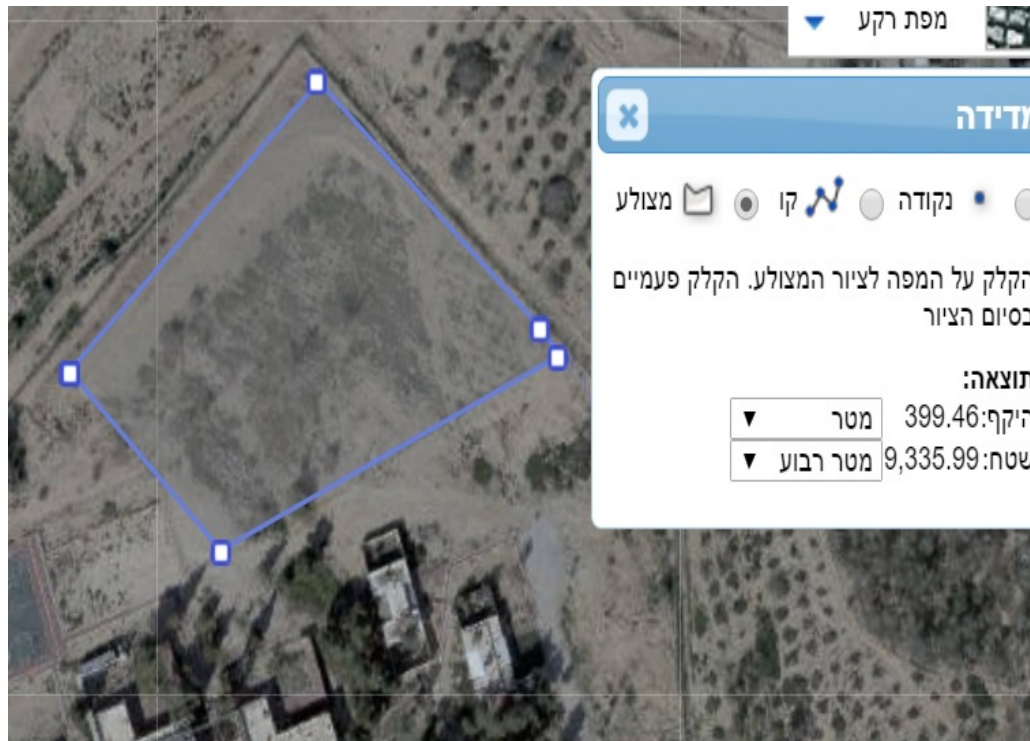 מפת רקע
מדידה
נקודה קו מצולע
הקלק על המפה לציור המצולע. הקלק פעמיים
בסיום הציור
תוצאה:
היקף: 399.46 מטר
שטח: 9,335.99 מטר רבוע